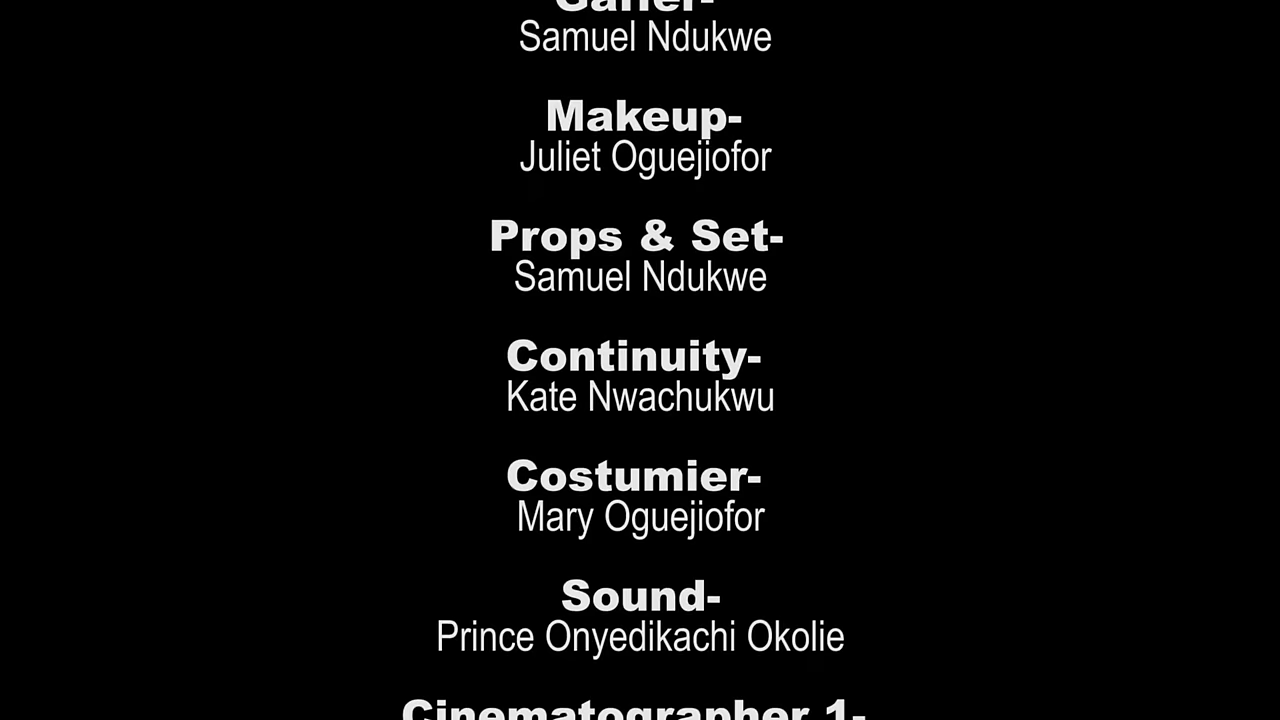 Gaffer-
Samuel Ndukwe
Makeup-
Juliet Oguejiofor
Props & Set-
Samuel Ndukwe
Continuity-
Kate Nwachukwu
Costumier-
Mary Oguejiofor
Sound-
Prince Onyedikachi Okolie
Cinematographer 1-